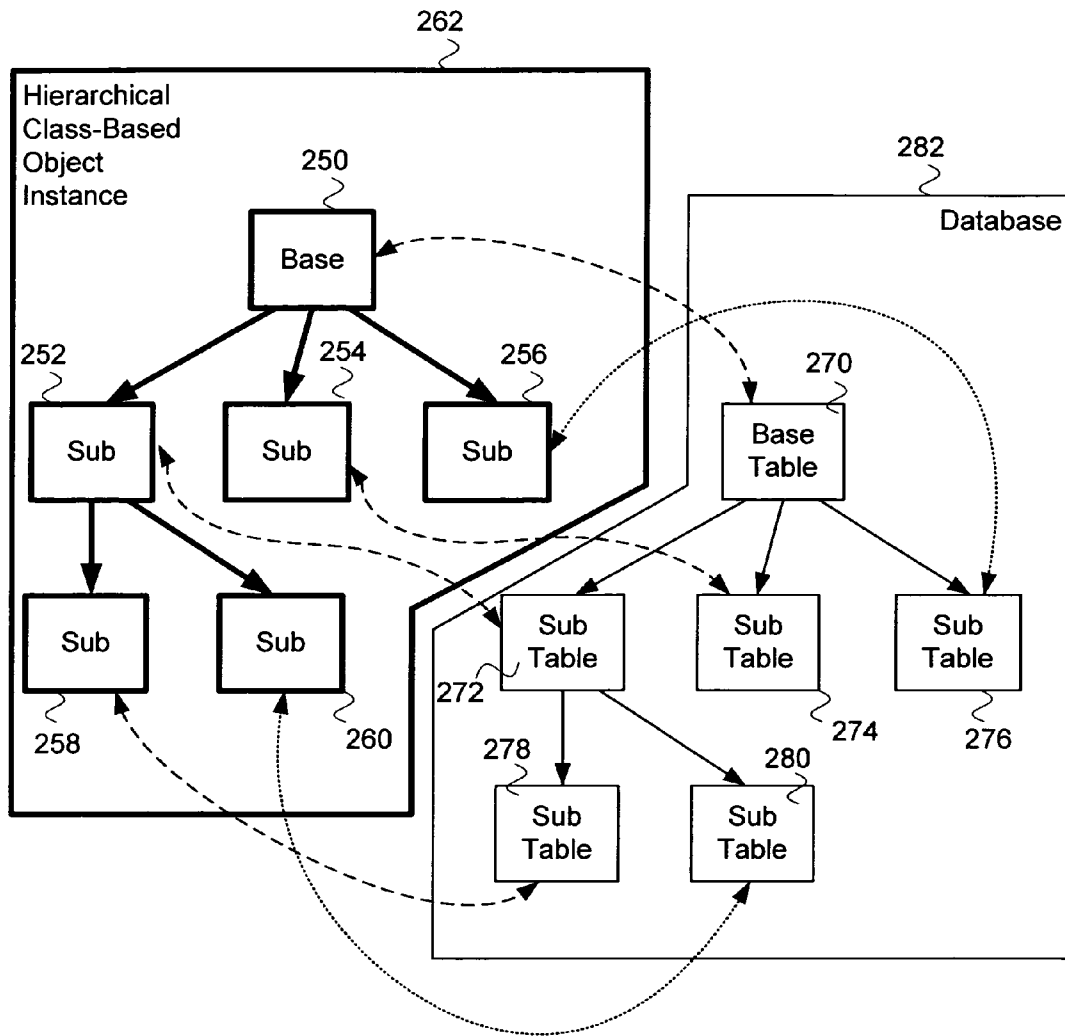 262
Hierarchical
Class-Based
Object
Instance
250
282
Database
Base
252
254
256
270
Sub
Sub
Sub
Base
Table
Sub
Sub
Sub
Table
Sub
Table
Sub
Table
272
258
260
274
276
278
280
Sub
Table
Sub
Table